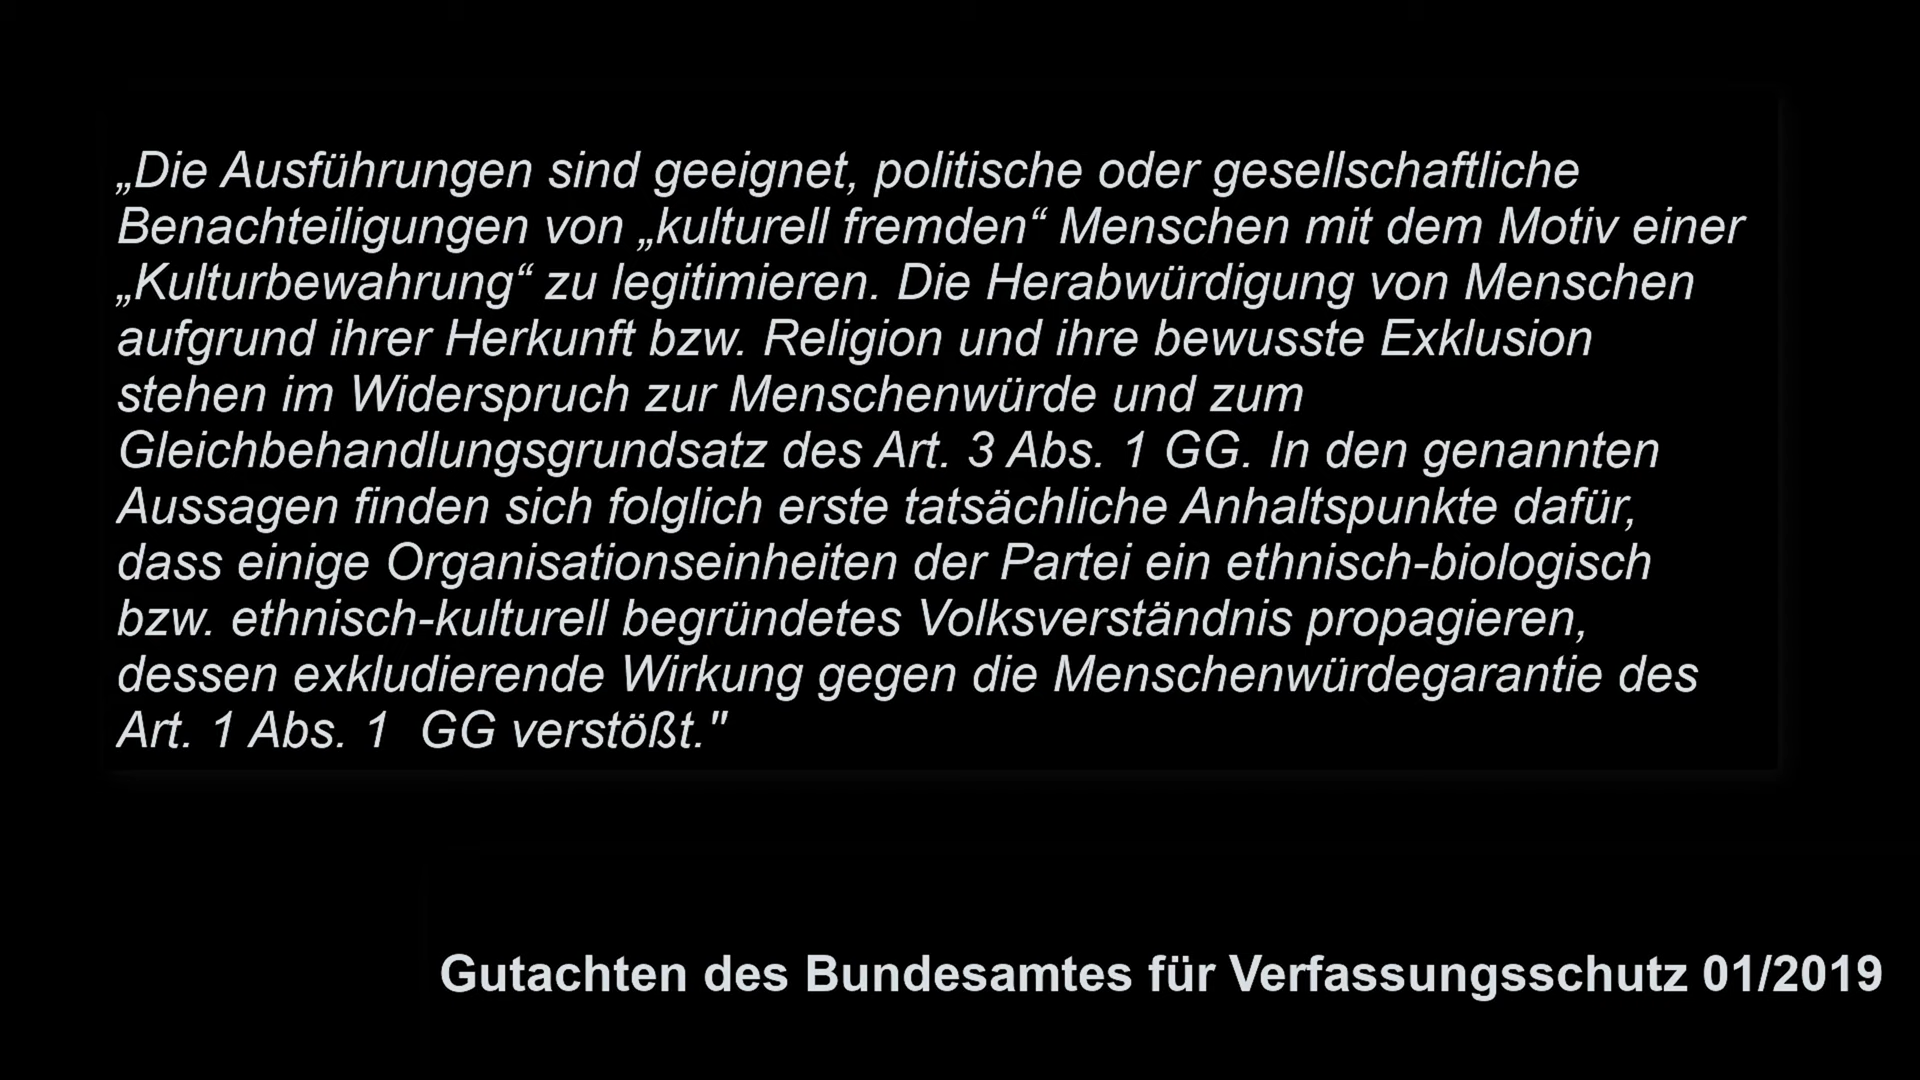 „Die Ausführungen sind geeignet, politische oder gesellschaftliche
Benachteiligungen von „kulturell fremden“ Menschen mit dem Motiv einer
„Kulturbewahrung“ zu legitimieren. Die Herabwürdigung von Menschen
aufgrund ihrer Herkunft bzw. Religion und ihre bewusste Exklusion
stehen im Widerspruch zur Menschenwürde und zum
Gleichbehandlungsgrundsatz des Art. 3 Abs. 1 GG. In den genannten
Aussagen finden sich folglich erste tatsächliche Anhaltspunkte dafür,
dass einige Organisationseinheiten der Partei ein ethnisch-biologisch
bzw. ethnisch-kulturell begründetes Volksverständnis propagieren,
dessen exkludierende Wirkung gegen die Menschenwürdegarantie des
Art. 1 Abs. 1  GG verstößt."
Gutachten des Bundesamtes für Verfassungsschutz 01/2019